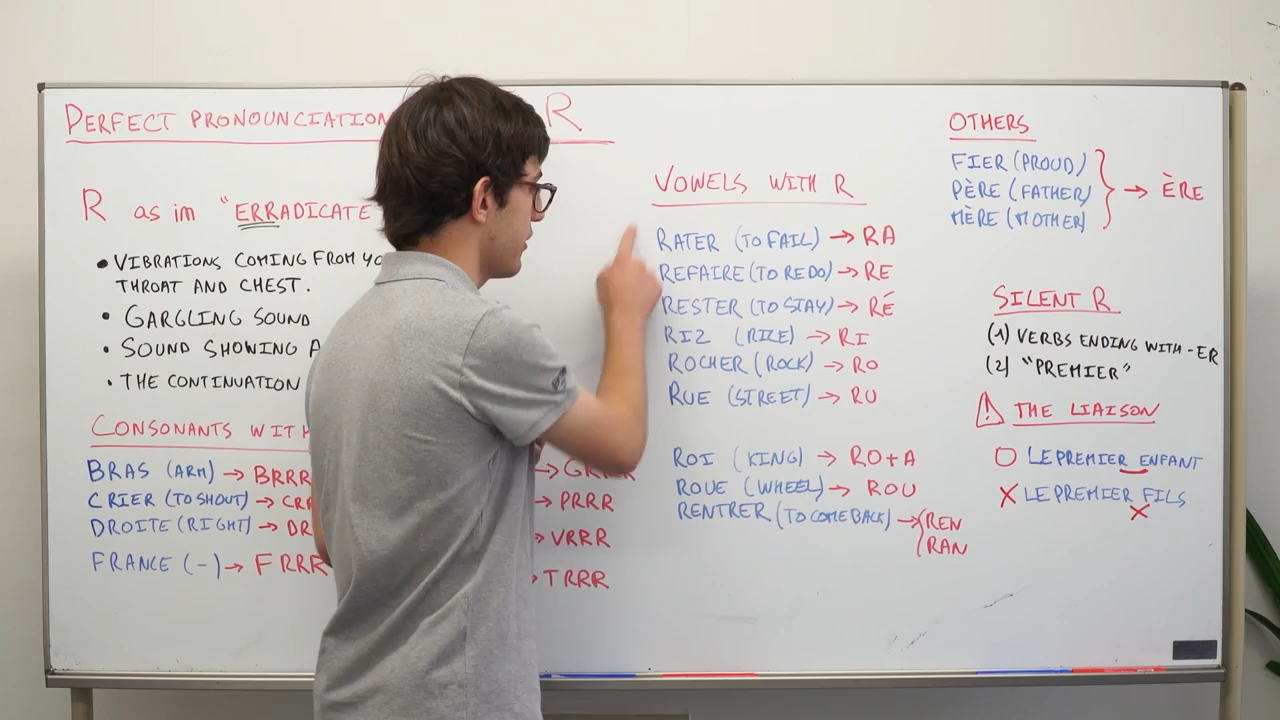 PERFECT PRONOUNCIATION R
R as in "ERRADICATE
• VIBRATIONS COMING FROM
THROAT AND CHEST.
• GARGLING SOUND
• SOUND SHOWING
• THE CONTINUATION
CONSONANTS WITH
BRAS (ARM) → BRRR
CRIER (TO SHOUT) → CRR
DROITE (RIGHT) → DR
FRANCE (-) → FRRR
→ GRRR
→ PRRR
→ VRRR
→ TRRR
VOWELS WITH R
RATER (TO FAIL) → RA
REFAIRE (TO REDO) → RE
RESTER (TO STAY) → RÉ
RIZ (RICE) → RI
ROCHER (ROCK) → RO
RUE (STREET) → RU
ROI (KING) → RO+A
ROUE (WHEEL) → ROU
RENTRER (TO COME BACK) → REN
RAN
OTHERS
FIER (PROUD)
PÈRE (FATHER) → ÈRE
MÈRE (MOTHER)
SILENT R
(1) VERBS ENDING WITH -ER
(2) "PREMIER"
⚠ THE LIAISON
O LE PREMIER ENFANT
X LE PREMIER FILS
X